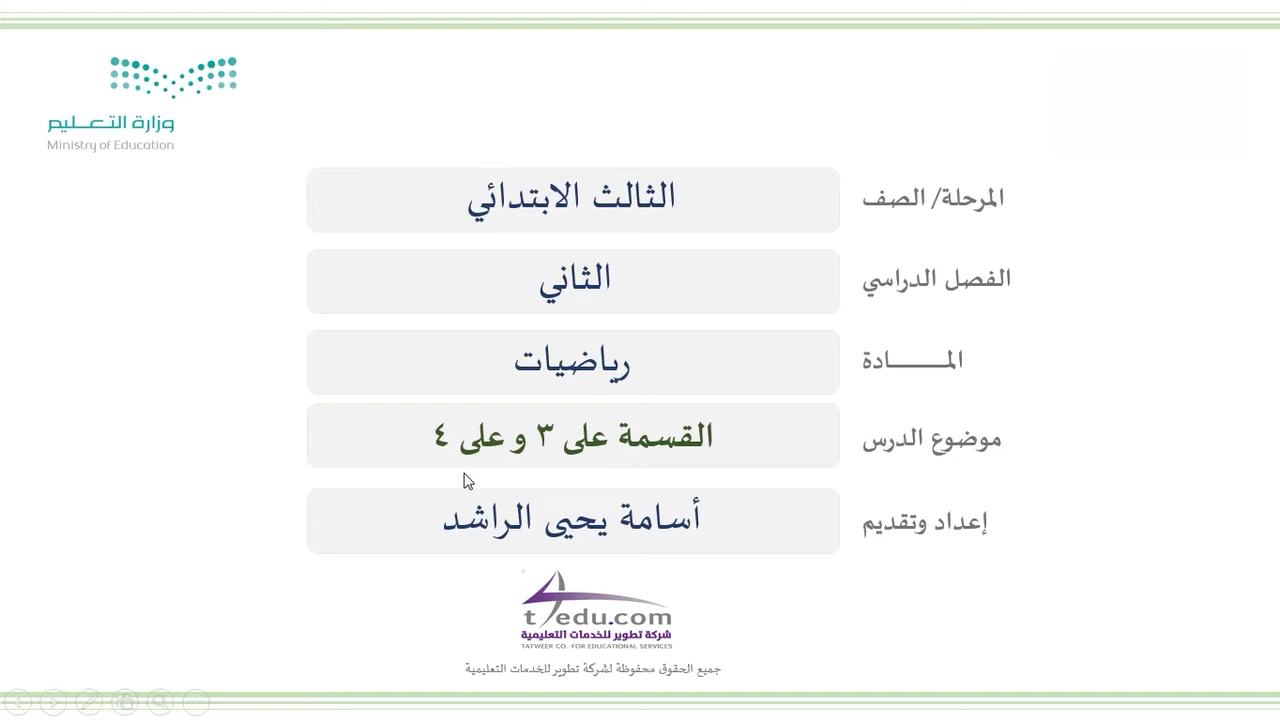 وزارة التعليم
Ministry of Education
المرحلة/ الصف
الثالث الابتدائي
الفصل الدراسي
الثاني
المــــــادة
رياضيات
موضوع الدرس
القسمة على ٣ و على ٤
إعداد وتقديم
أسامة يحيى الراشد
t4edu.com
شركة تطوير للخدمات التعليمية
TATWEER CO. FOR EDUCATIONAL SERVICES
جميع الحقوق محفوظة لشركة تطوير للخدمات التعليمية